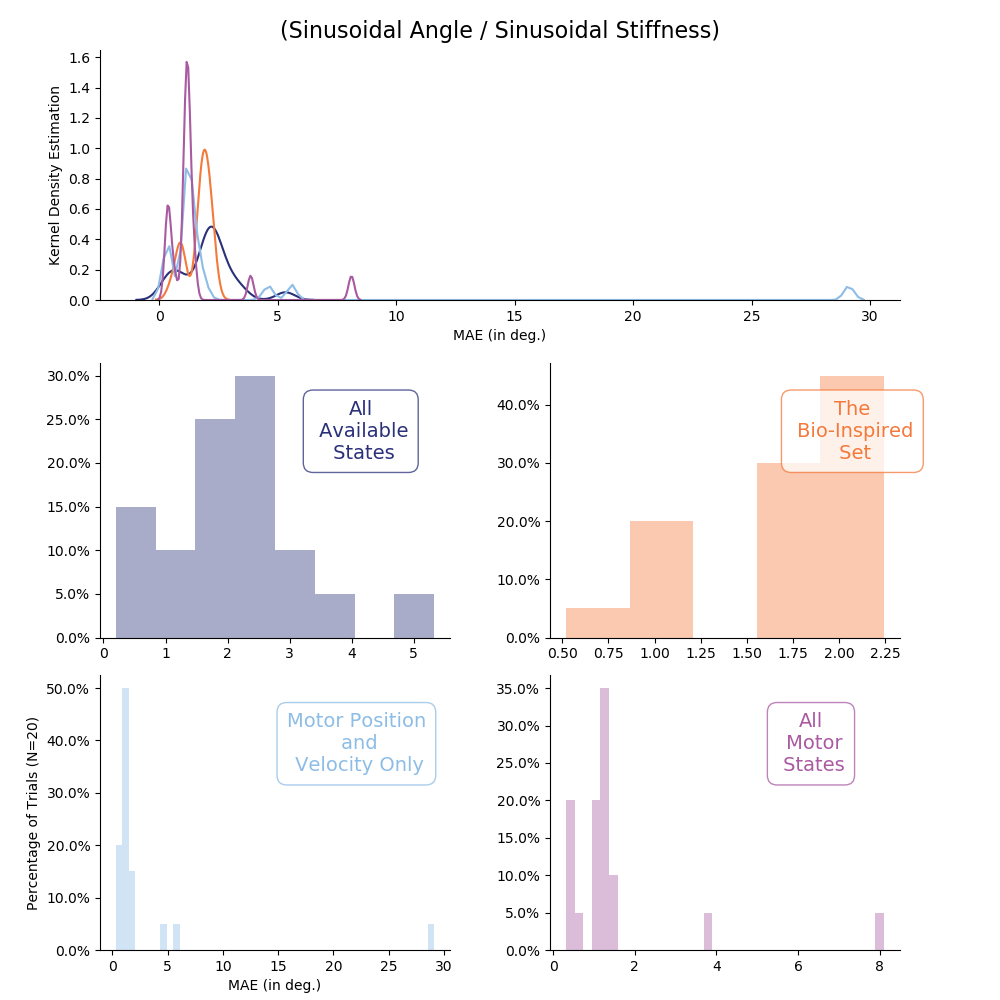 (Sinusoidal Angle / Sinusoidal Stiffness)
Kernel Density Estimation
1.6
1.4
1.2
1.0
0.8
0.6
0.4
0.2
0.0
0 5 10 15 20 25 30
MAE (in deg.)
30.0%
25.0%
20.0%
15.0%
10.0%
5.0%
0.0%
All
Available
States
0 1 2 3 4 5
40.0%
30.0%
20.0%
10.0%
0.0%
The
Bio-Inspired
Set
0.50 0.75 1.00 1.25 1.50 1.75 2.00 2.25
Percentage of Trials (N=20)
50.0%
40.0%
30.0%
20.0%
10.0%
0.0%
Motor Position
and
Velocity Only
0 5 10 15 20 25 30
MAE (in deg.)
35.0%
30.0%
25.0%
20.0%
15.0%
10.0%
5.0%
0.0%
All
Motor
States
0 2 4 6 8